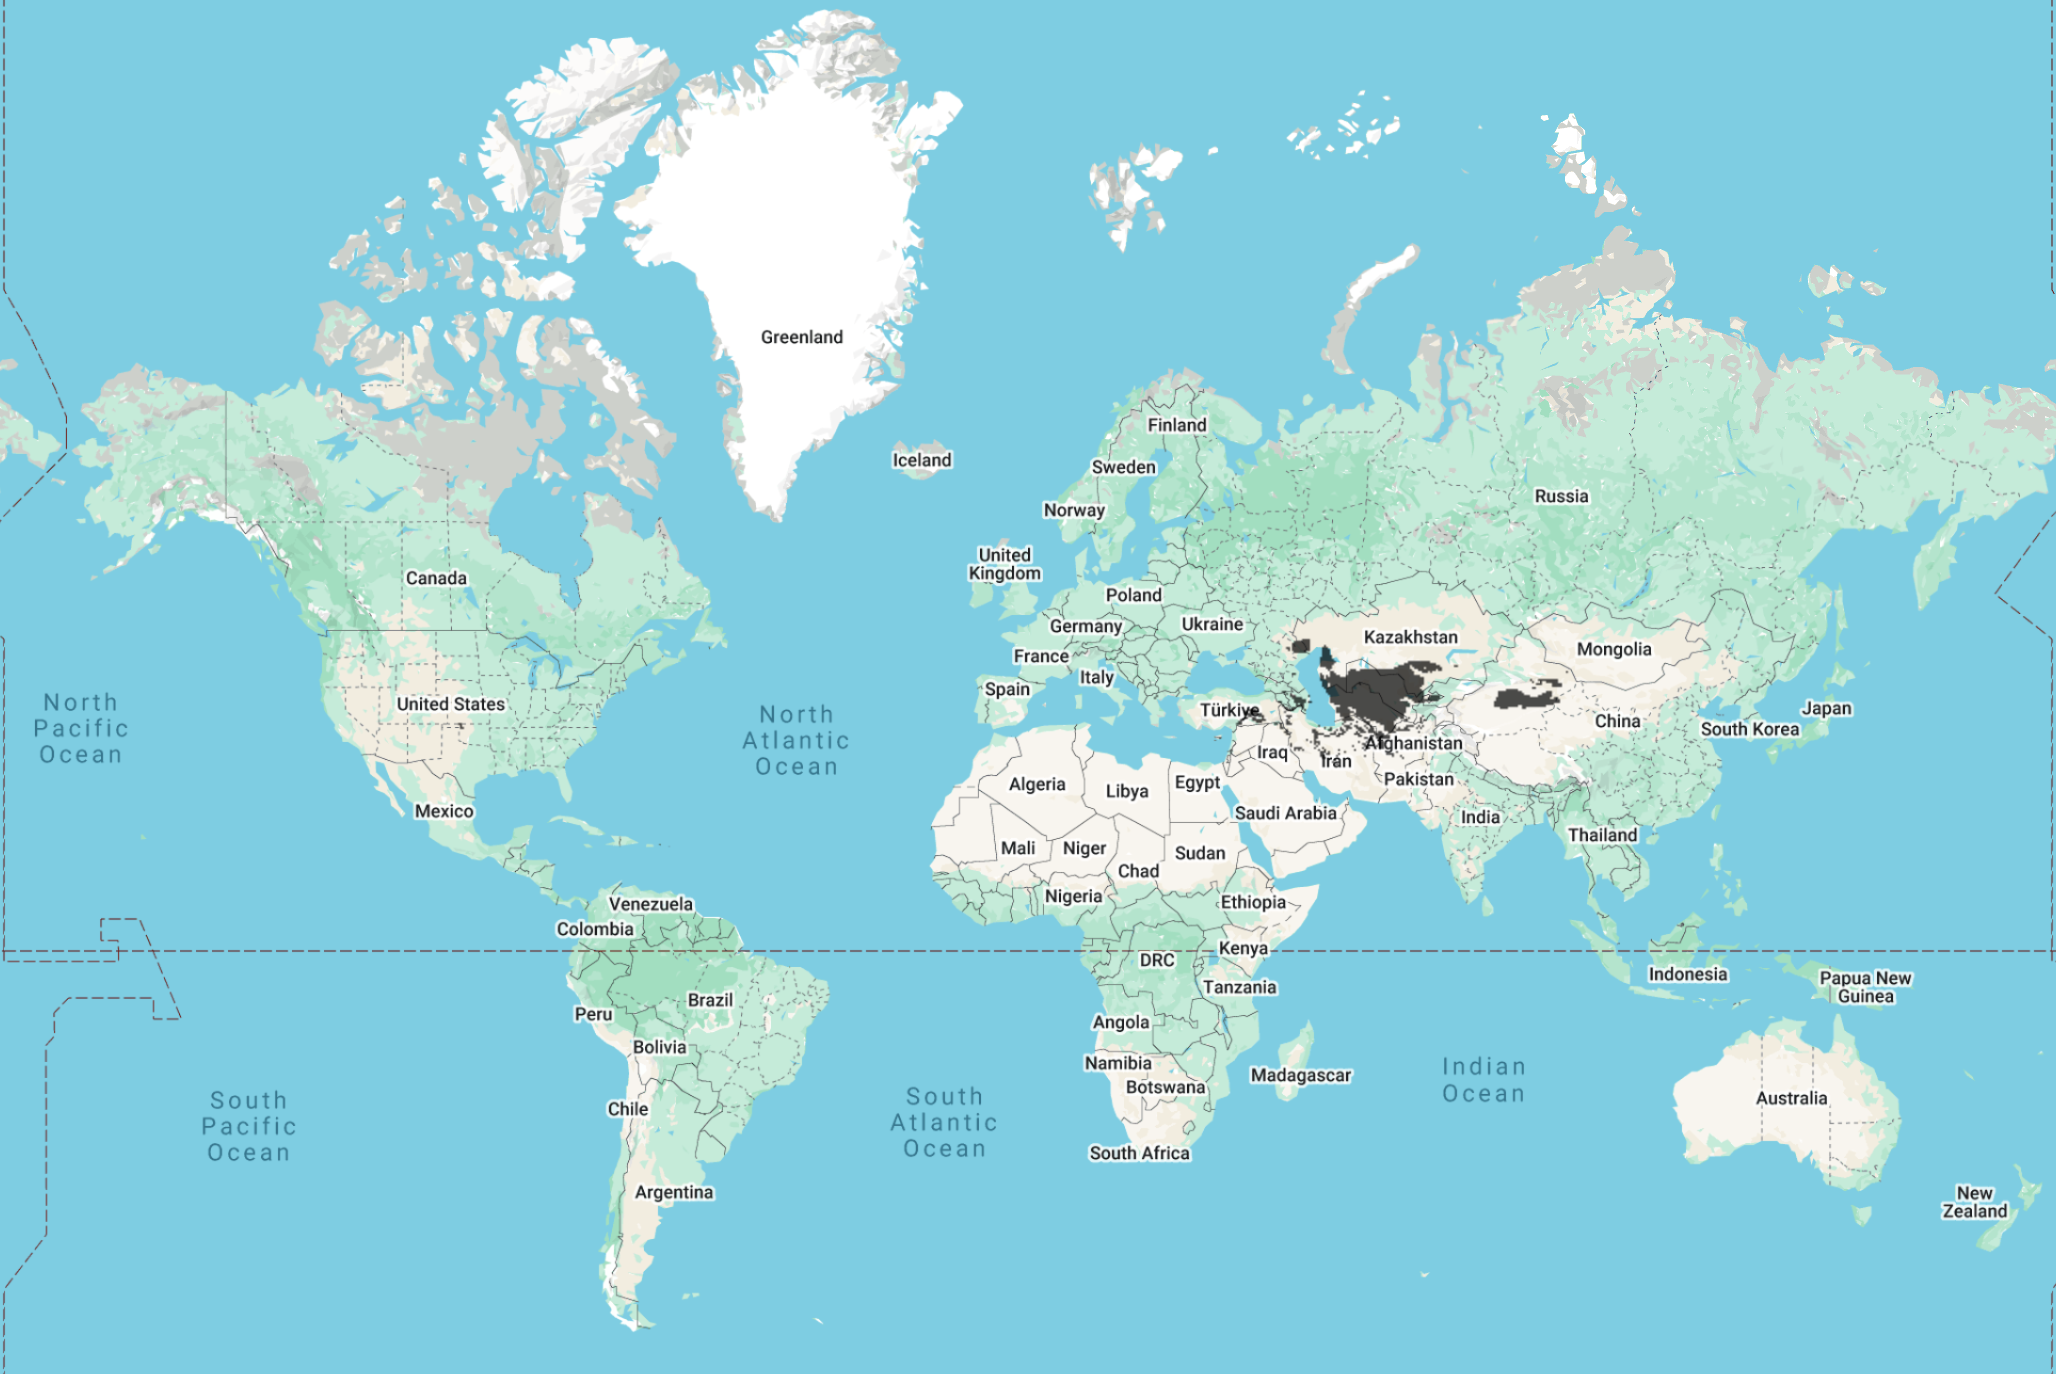 Greenland
Finland
Iceland
Sweden
Russia
Norway
United
Kingdom
Canada
Poland
Ukraine
Germany
Kazakhstan
Mongolia
France
Italy
Spain
North
Pacific
Ocean
United States
North
Atlantic
Ocean
Türkiye
China
Japan
South Korea
Afghanistan
Iraq
Iran
Pakistan
Algeria
Libya
Egypt
Saudi Arabia
India
Mexico
Thailand
Mali
Niger
Sudan
Chad
Nigeria
Ethiopia
Venezuela
Colombia
Kenya
DRC
Indonesia
Papua New
Guinea
Tanzania
Brazil
Peru
Angola
Bolivia
Namibia
Botswana
Madagascar
Indian
Ocean
Australia
Chile
South
Pacific
Ocean
South
Atlantic
Ocean
South Africa
Argentina
New
Zealand